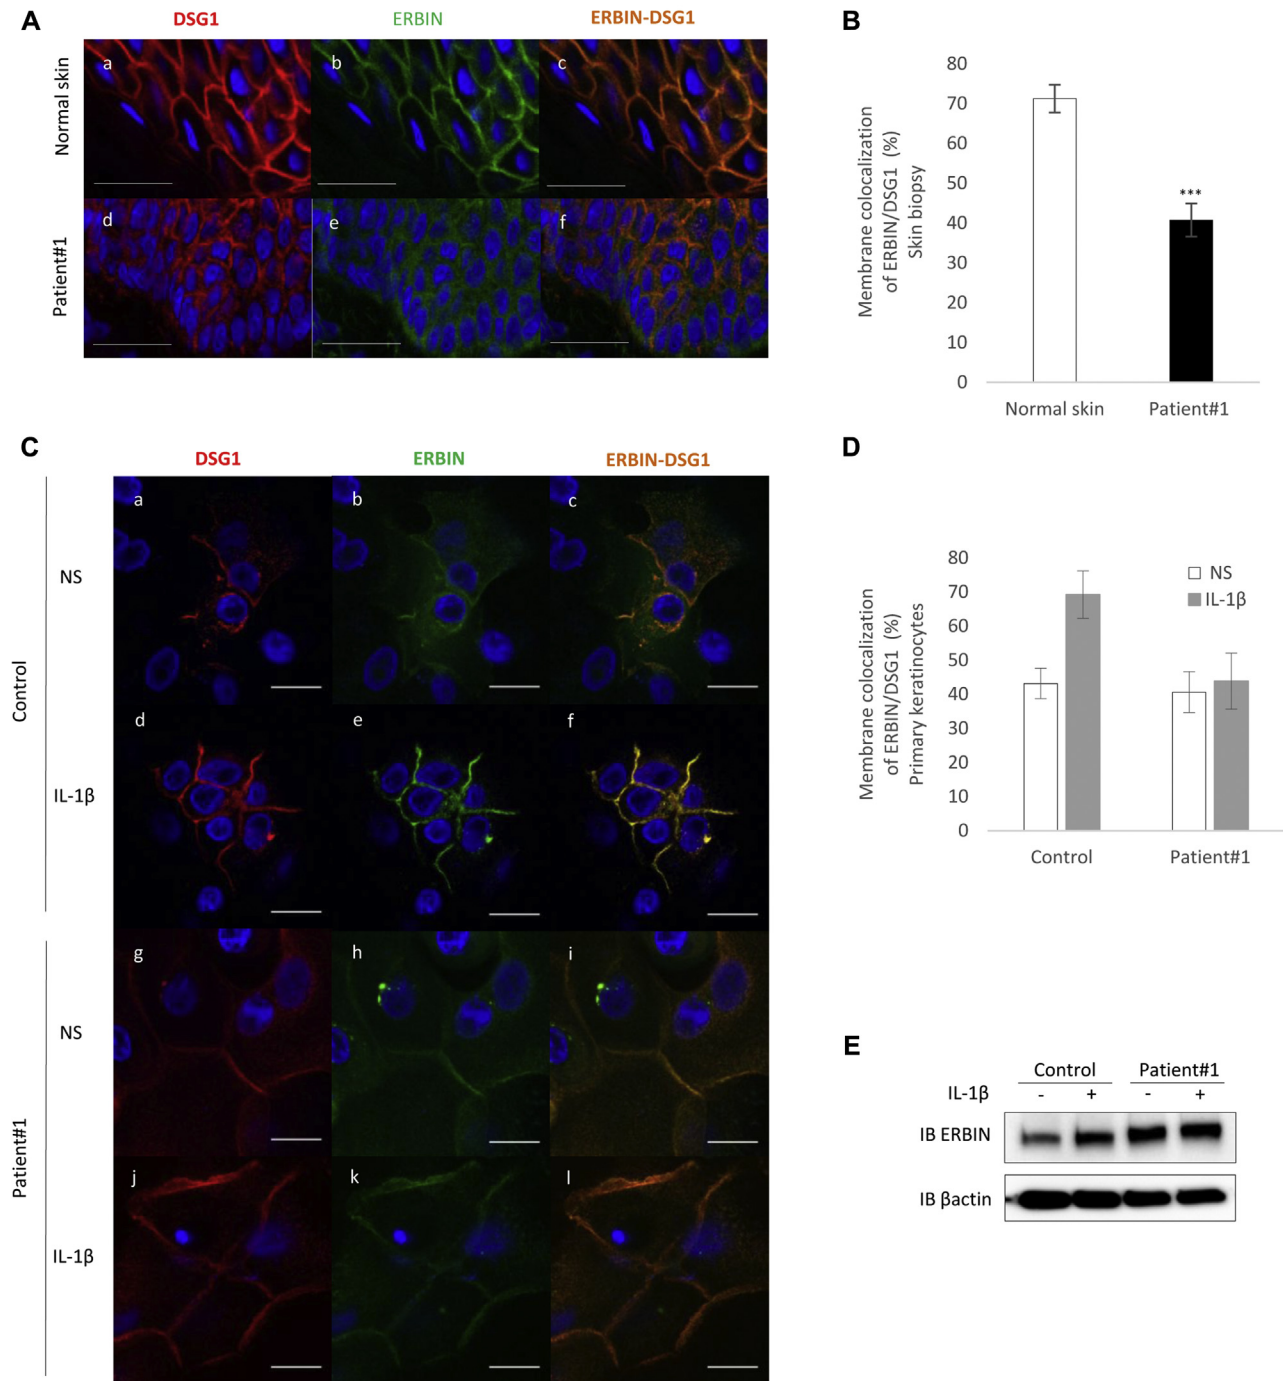 A
DSG1 ERBIN ERBIN-DSG1
Normal skin
a b c
Patient#1
d e f
B
Membrane colocalization
of ERBIN/DSG1 (%)
Skin biopsy
80
70
60
50
40
30
20
10
0
***
Normal skin Patient#1
C
DSG1 ERBIN ERBIN-DSG1
Control
NS
a b c
IL-1β
d e f
Patient#1
NS
g h i
IL-1β
j k l
D
Membrane colocalization
of ERBIN/DSG1 (%)
Primary keratinocytes
80
70
60
50
40
30
20
10
0
NS
IL-1β
Control Patient#1
E
Control Patient#1
IL-1β - + - +
IB ERBIN
IB βactin